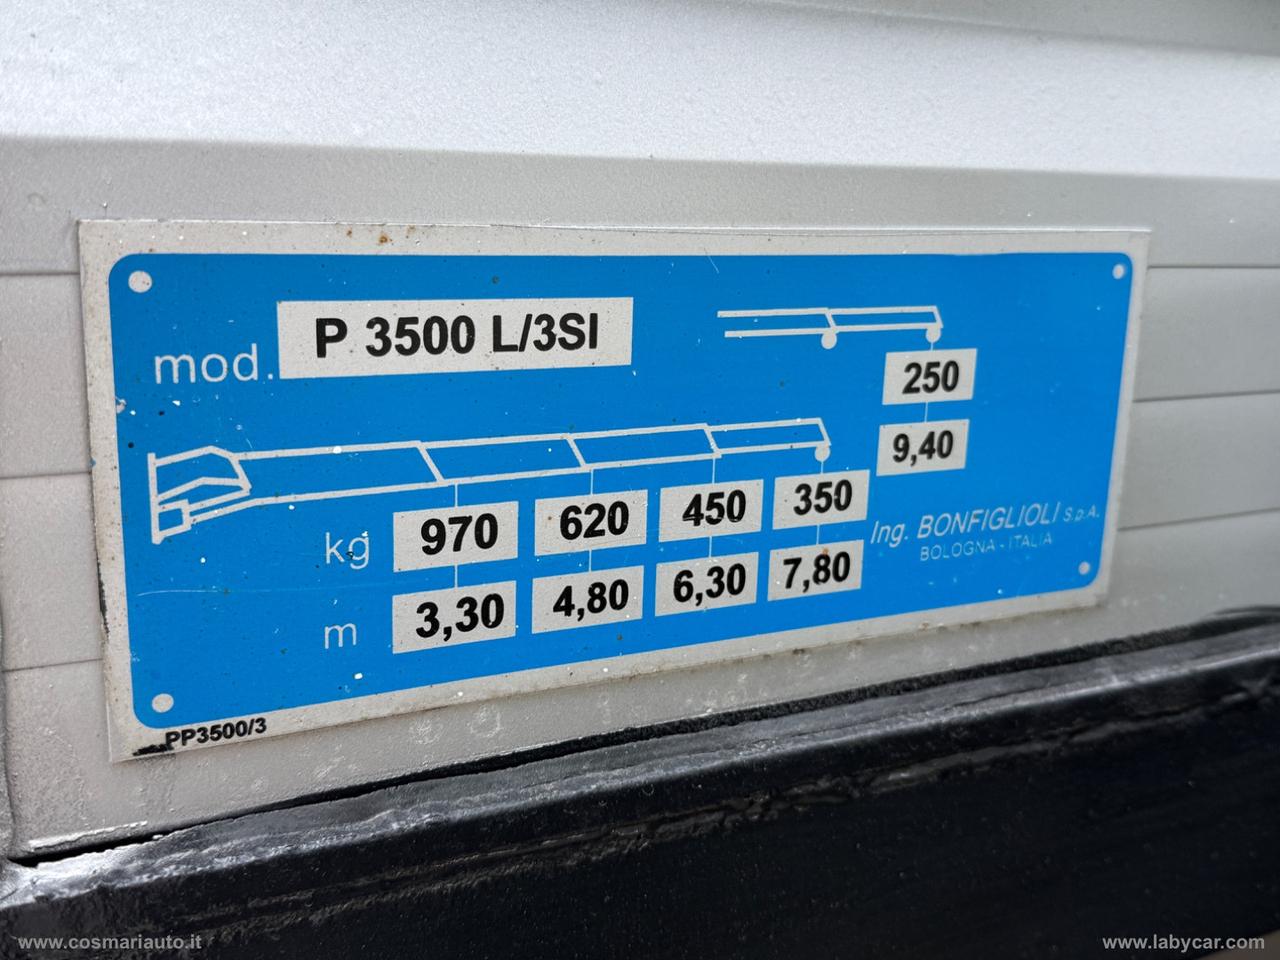 mod. P 3500 L/3SI
250
9,40
kg 970 620 450 350
m 3,30 4,80 6,30 7,80
Ing. BONFIGLIOLI S.p.A.
BOLOGNA - ITALIA
PP3500/3
www.cosmariauto.it
www.labycar.com